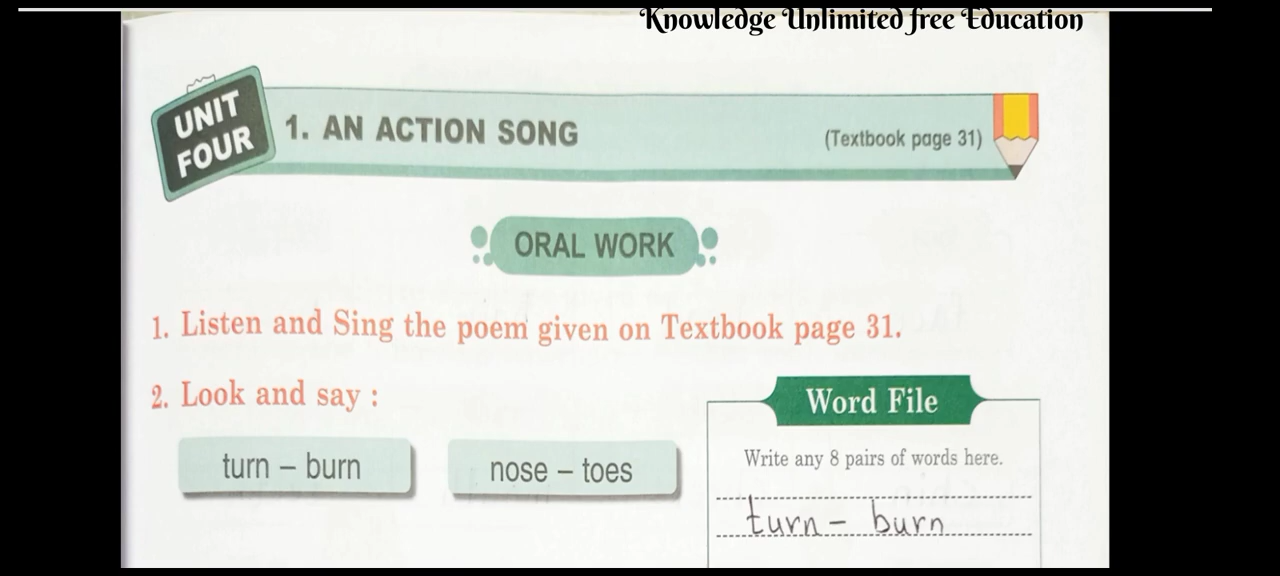 Knowledge Unlimited free Education
UNIT
FOUR
1. AN ACTION SONG
(Textbook page 31)
ORAL WORK
1. Listen and Sing the poem given on Textbook page 31.
2. Look and say :
turn – burn
nose – toes
Word File
Write any 8 pairs of words here.
turn – burn